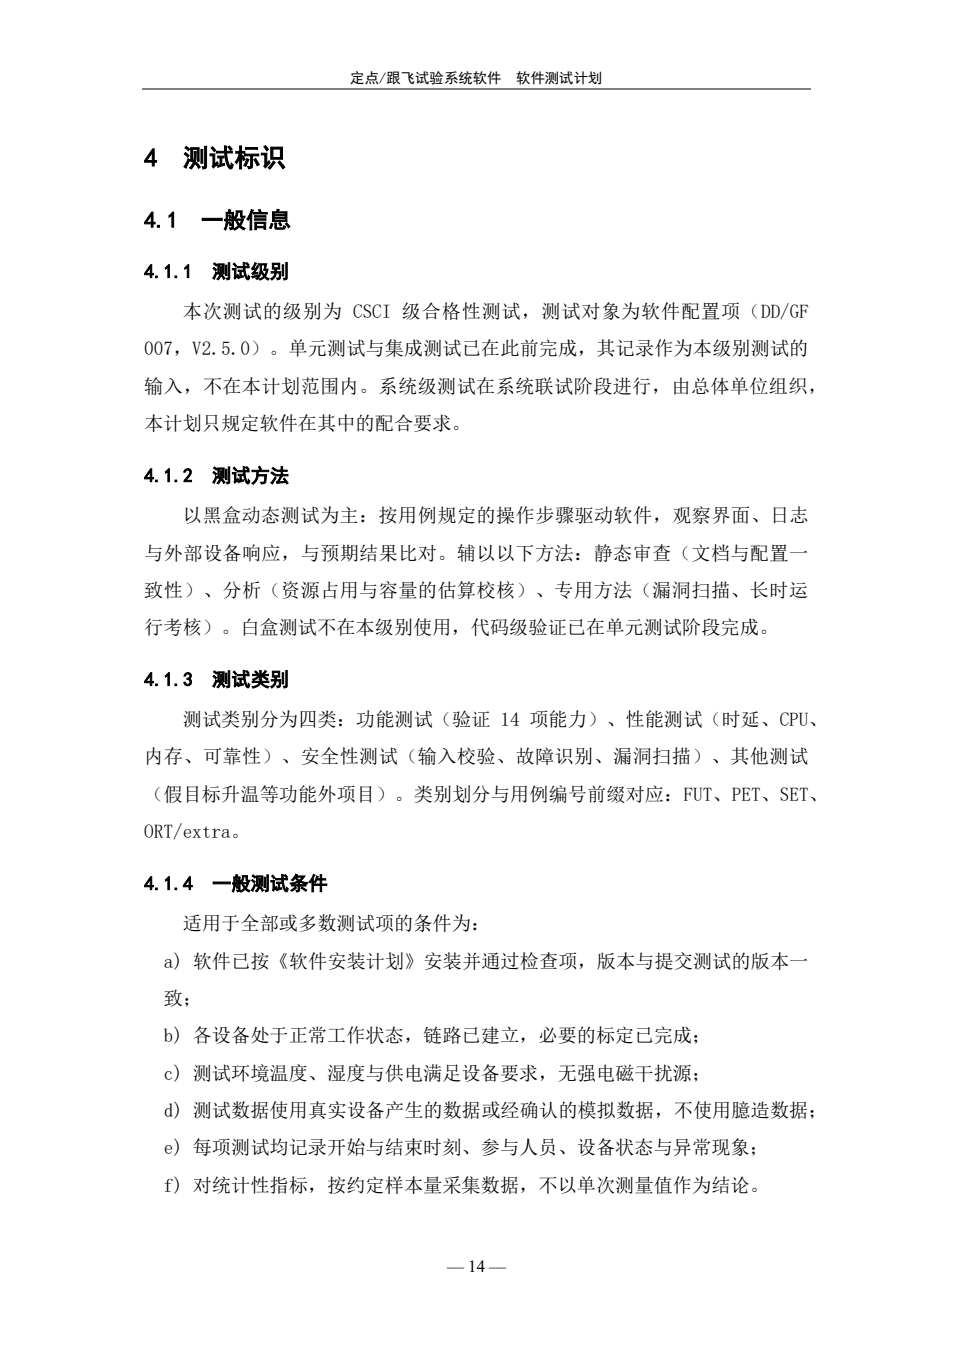 定点/跟飞试验系统软件　软件测试计划
4　测试标识
4.1　一般信息
4.1.1　测试级别
本次测试的级别为 CSCI 级合格性测试，测试对象为软件配置项（DD/GF
007，V2.5.0）。单元测试与集成测试已在此前完成，其记录作为本级别测试的
输入，不在本计划范围内。系统级测试在系统联试阶段进行，由总体单位组织，
本计划只规定软件在其中的配合要求。
4.1.2　测试方法
以黑盒动态测试为主：按用例规定的操作步骤驱动软件，观察界面、日志
与外部设备响应，与预期结果比对。辅以以下方法：静态审查（文档与配置一
致性）、分析（资源占用与容量的估算校核）、专用方法（漏洞扫描、长时运
行考核）。白盒测试不在本级别使用，代码级验证已在单元测试阶段完成。
4.1.3　测试类别
测试类别分为四类：功能测试（验证 14 项能力）、性能测试（时延、CPU、
内存、可靠性）、安全性测试（输入校验、故障识别、漏洞扫描）、其他测试
（假目标升温等功能外项目）。类别划分与用例编号前缀对应：FUT、PET、SET、
ORT/extra。
4.1.4　一般测试条件
适用于全部或多数测试项的条件为：
a) 软件已按《软件安装计划》安装并通过检查项，版本与提交测试的版本一
致；
b) 各设备处于正常工作状态，链路已建立，必要的标定已完成；
c) 测试环境温度、湿度与供电满足设备要求，无强电磁干扰源；
d) 测试数据使用真实设备产生的数据或经确认的模拟数据，不使用臆造数据；
e) 每项测试均记录开始与结束时刻、参与人员、设备状态与异常现象；
f) 对统计性指标，按约定样本量采集数据，不以单次测量值作为结论。
— 14 —